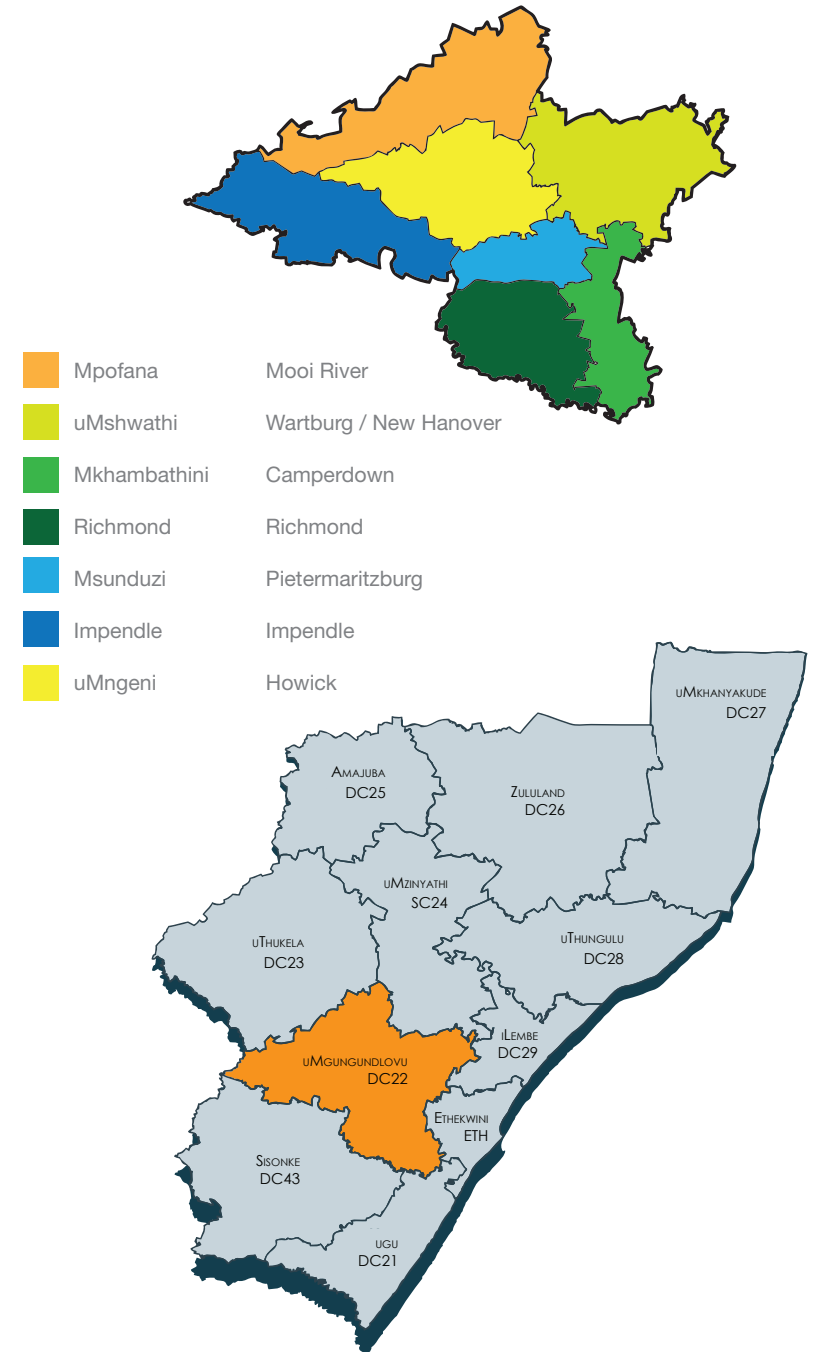 Mpofana Mooi River
uMshwathi Wartburg / New Hanover
Mkhambathini Camperdown
Richmond Richmond
Msunduzi Pietermaritzburg
Impendle Impendle
uMngeni Howick
uMkhanyakude
DC27
Amajuba
DC25
Zululand
DC26
uMzinyathi
SC24
uThukela
DC23
uThungulu
DC28
iLembe
DC29
uMgungundlovu
DC22
Ethekwini
ETH
Sisonke
DC43
ugu
DC21